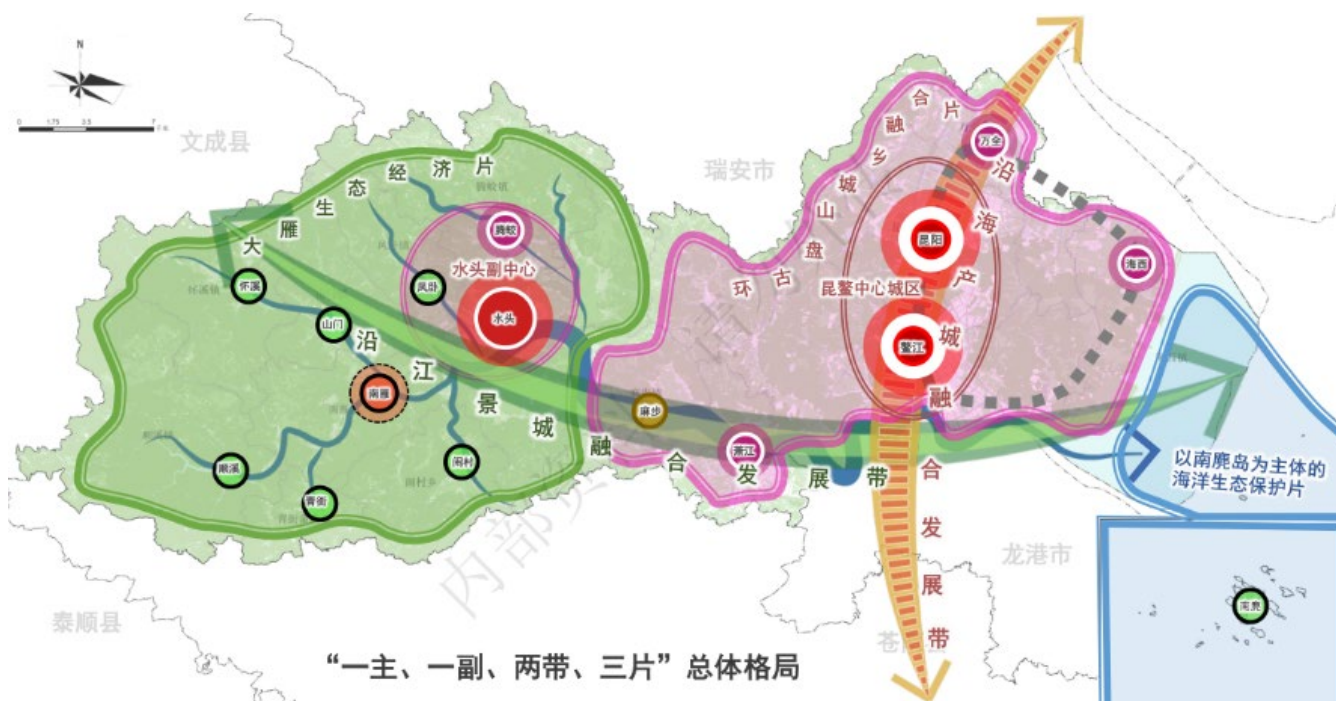 N
0 1.75 3.5 7
文成县
瑞安市
泰顺县
龙港市
大雁生态经济片
环古盘山城乡融合片
沿江景城融合发展带
沿海产城融合发展带
水头副中心
昆鳌中心城区
万全
昆阳
海西
鳌江
腾蛟
凤卧
水头
怀溪
山门
南雁
麻步
萧江
顺溪
青街
闹村
以南麂岛为主体的
海洋生态保护片
南麂
“一主、一副、两带、三片”总体格局